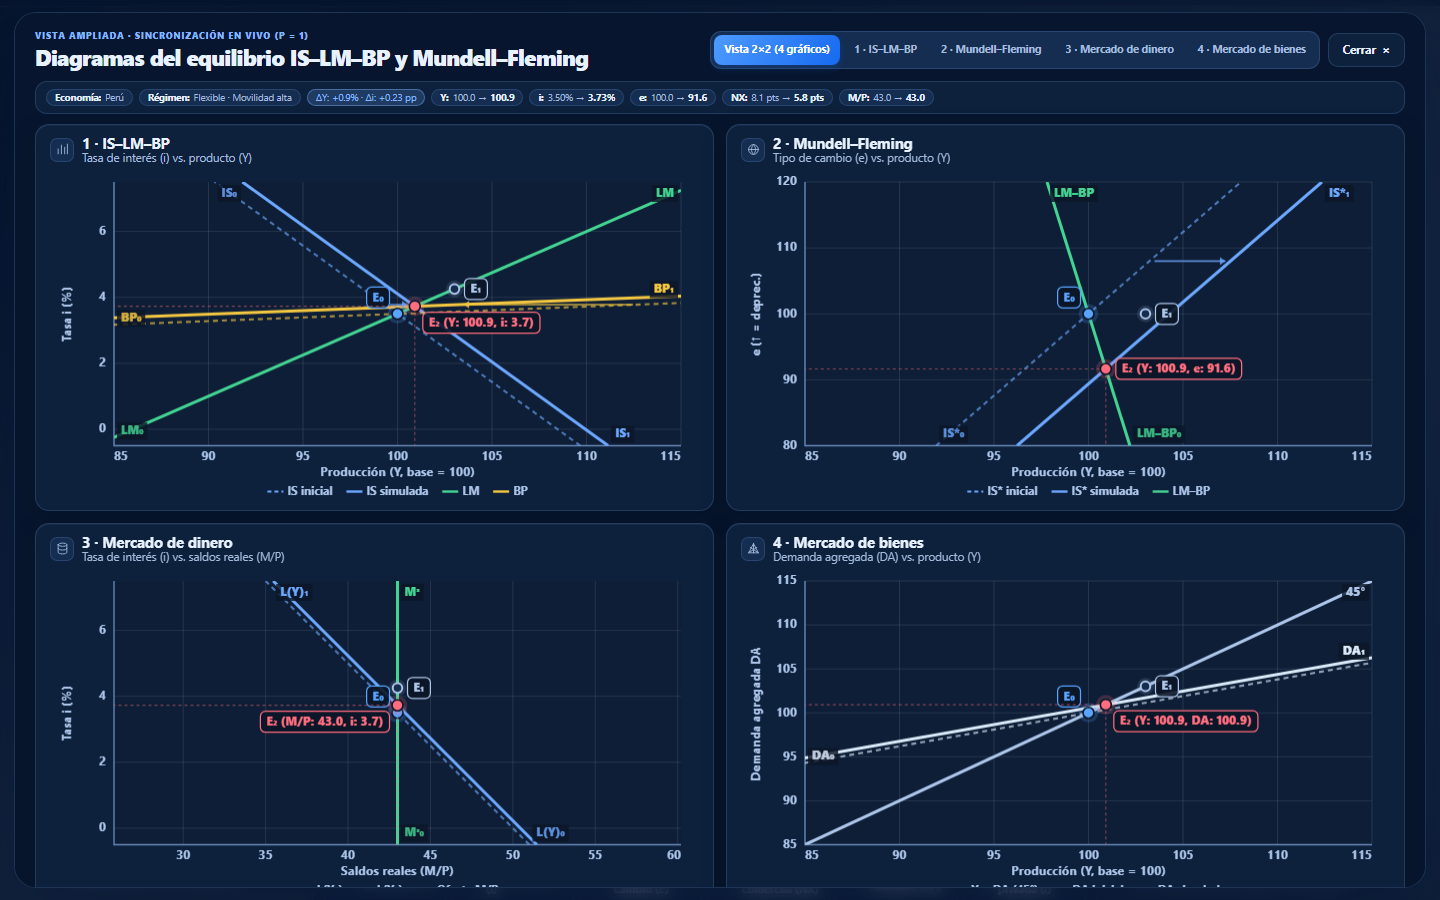 VISTA AMPLIADA · SINCRONIZACIÓN EN VIVO (P = 1)
Diagramas del equilibrio IS–LM–BP y Mundell–Fleming
Vista 2×2 (4 gráficos)
1 · IS–LM–BP
2 · Mundell–Fleming
3 · Mercado de dinero
4 · Mercado de bienes
Cerrar ×
Economía: Perú
Régimen: Flexible · Movilidad alta
ΔY: +0.9% · Δi: +0.23 pp
Y: 100.0 → 100.9
i: 3.50% → 3.73%
e: 100.0 → 91.6
NX: 8.1 pts → 5.8 pts
M/P: 43.0 → 43.0
1 · IS–LM–BP
Tasa de interés (i) vs. producto (Y)
IS₀
LM
6
BP₁
4
E₀
E₁
BP₀
E₂ (Y: 100.9, i: 3.7)
Tasa i (%)
2
0
LM₀
IS₁
85 90 95 100 105 110 115
Producción (Y, base = 100)
IS inicial IS simulada LM BP
2 · Mundell–Fleming
Tipo de cambio (e) vs. producto (Y)
120
LM–BP
IS*₁
110
E₀
100
E₁
e (↑ = deprec.)
E₂ (Y: 100.9, e: 91.6)
90
IS*₀
LM–BP₀
80
85 90 95 100 105 110 115
Producción (Y, base = 100)
IS* inicial IS* simulada LM–BP
3 · Mercado de dinero
Tasa de interés (i) vs. saldos reales (M/P)
L(Y)₁
6
4
E₀
E₁
E₂ (M/P: 43.0, i: 3.7)
Tasa i (%)
2
0
L(Y)₀
30 35 40 45 50 55 60
Saldos reales (M/P)
4 · Mercado de bienes
Demanda agregada (DA) vs. producto (Y)
115
45°
110
DA₁
105
E₀
E₁
100
E₂ (Y: 100.9, DA: 100.9)
Demanda agregada DA
95
DA₀
90
85
85 90 95 100 105 110 115
Producción (Y, base = 100)